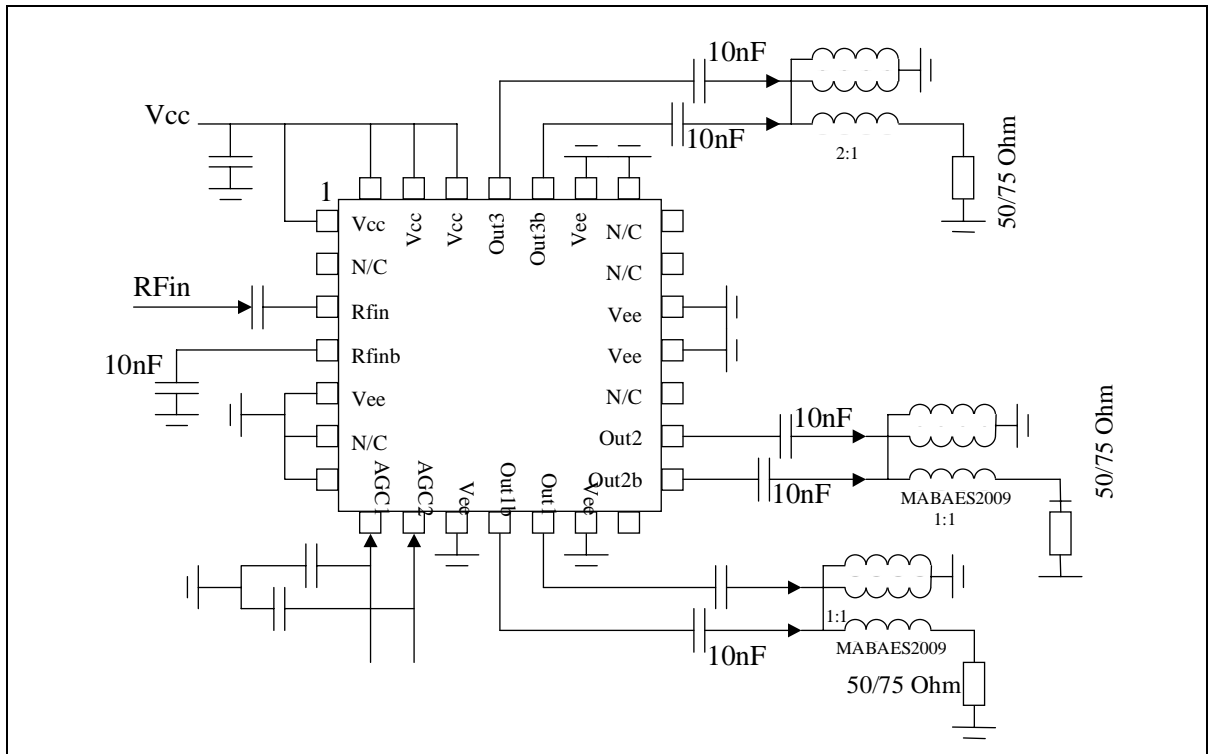 10nF
Vcc
10nF
2:1
50/75 Ohm
1
Vcc
Vcc
Vcc
Out3
Out3b
Vee
N/C
N/C
N/C
RFin
Rfin
Vee
10nF
Rfinb
Vee
Vee
N/C
N/C
Out2
10nF
50/75 Ohm
AGC1
AGC2
Vee
Out1b
Out1
Vee
Out2b
10nF
MABAES2009
1:1
1:1
10nF
MABAES2009
50/75 Ohm